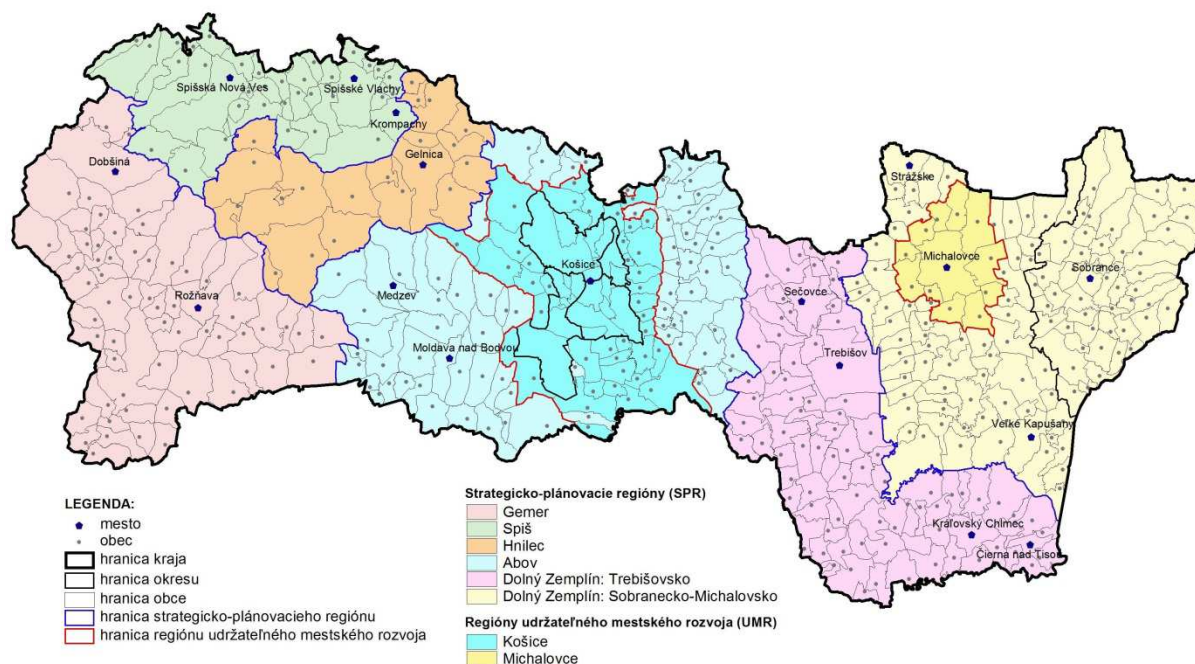 Spišská Nová Ves
Spišské Vlachy
Krompachy
Dobšiná
Gelnica
Strážske
Košice
Michalovce
Sobrance
Rožňava
Medzev
Sečovce
Moldava nad Bodvou
Trebišov
Veľké Kapušany
Kráľovský Chlmec
Čierna nad Tisou
LEGENDA:
mesto
obec
hranica kraja
hranica okresu
hranica obce
hranica strategicko-plánovacieho regiónu
hranica regiónu udržateľného mestského rozvoja
Strategicko-plánovacie regióny (SPR)
Gemer
Spiš
Hnilec
Abov
Dolný Zemplín: Trebišovsko
Dolný Zemplín: Sobranecko-Michalovsko
Regióny udržateľného mestského rozvoja (UMR)
Košice
Michalovce